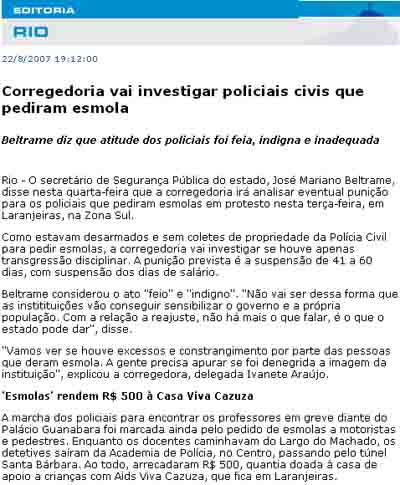 EDITORIA
RIO
22/8/2007 19:12:00
Corregedoria vai investigar policiais civis que
pediram esmola
Beltrame diz que atitude dos policiais foi feia, indigna e inadequada
Rio - O secretário de Segurança Pública do estado, José Mariano Beltrame,
disse nesta quarta-feira que a corregedoria irá analisar eventual punição
para os policiais que pediram esmolas em protesto nesta terça-feira, em
Laranjeiras, na Zona Sul.
Como estavam desarmados e sem coletes de propriedade da Polícia Civil
para pedir esmolas, a corregedoria vai investigar se houve apenas
transgressão disciplinar. A punição prevista é a suspensão de 41 a 60
dias, com suspensão dos dias de salário.
Beltrame considerou o ato "feio" e "indigno". "Não vai ser dessa forma que
as instituições vão conseguir sensibilizar o governo e a própria
população. Com a relação a reajuste, não há mais o que falar, é o que o
estado pode dar", disse.
"Vamos ver se houve excessos e constrangimento por parte das pessoas
que deram esmola. A gente precisa apurar se foi denegrida a imagem da
instituição", explicou a corregedora, delegada Ivanete Araújo.
'Esmolas' rendem R$ 500 à Casa Viva Cazuza
A marcha dos policiais para encontrar os professores em greve diante do
Palácio Guanabara foi marcada ainda pelo pedido de esmolas a motoristas
e pedestres. Enquanto os docentes caminhavam do Largo do Machado, os
detetives saíram da Academia de Polícia, no Centro, passando pelo túnel
Santa Bárbara. Ao todo, arrecadaram R$ 500, quantia doada à casa de
apoio a crianças com Aids Viva Cazuza, que fica em Laranjeiras.